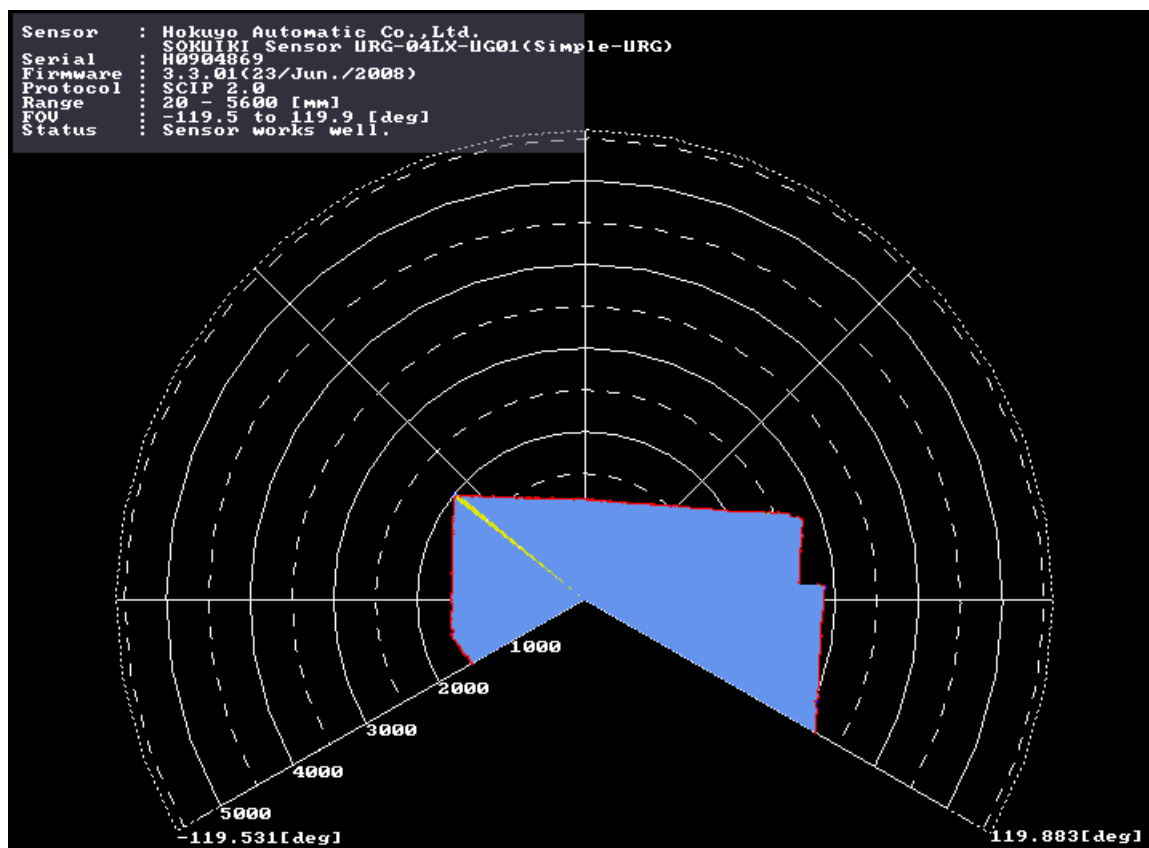 Sensor : Hokuyo Automatic Co.,Ltd.
SOKUIKI Sensor URG-04LX-UG01(Simple-URG)
Serial : H0904869
Firmware : 3.3.01(23/Jun./2008)
Protocol : SCIP 2.0
Range : 20 - 5600 [mm]
FOV : -119.5 to 119.9 [deg]
Status : Sensor works well.
1000
2000
3000
4000
5000
-119.531[deg]
119.883[deg]